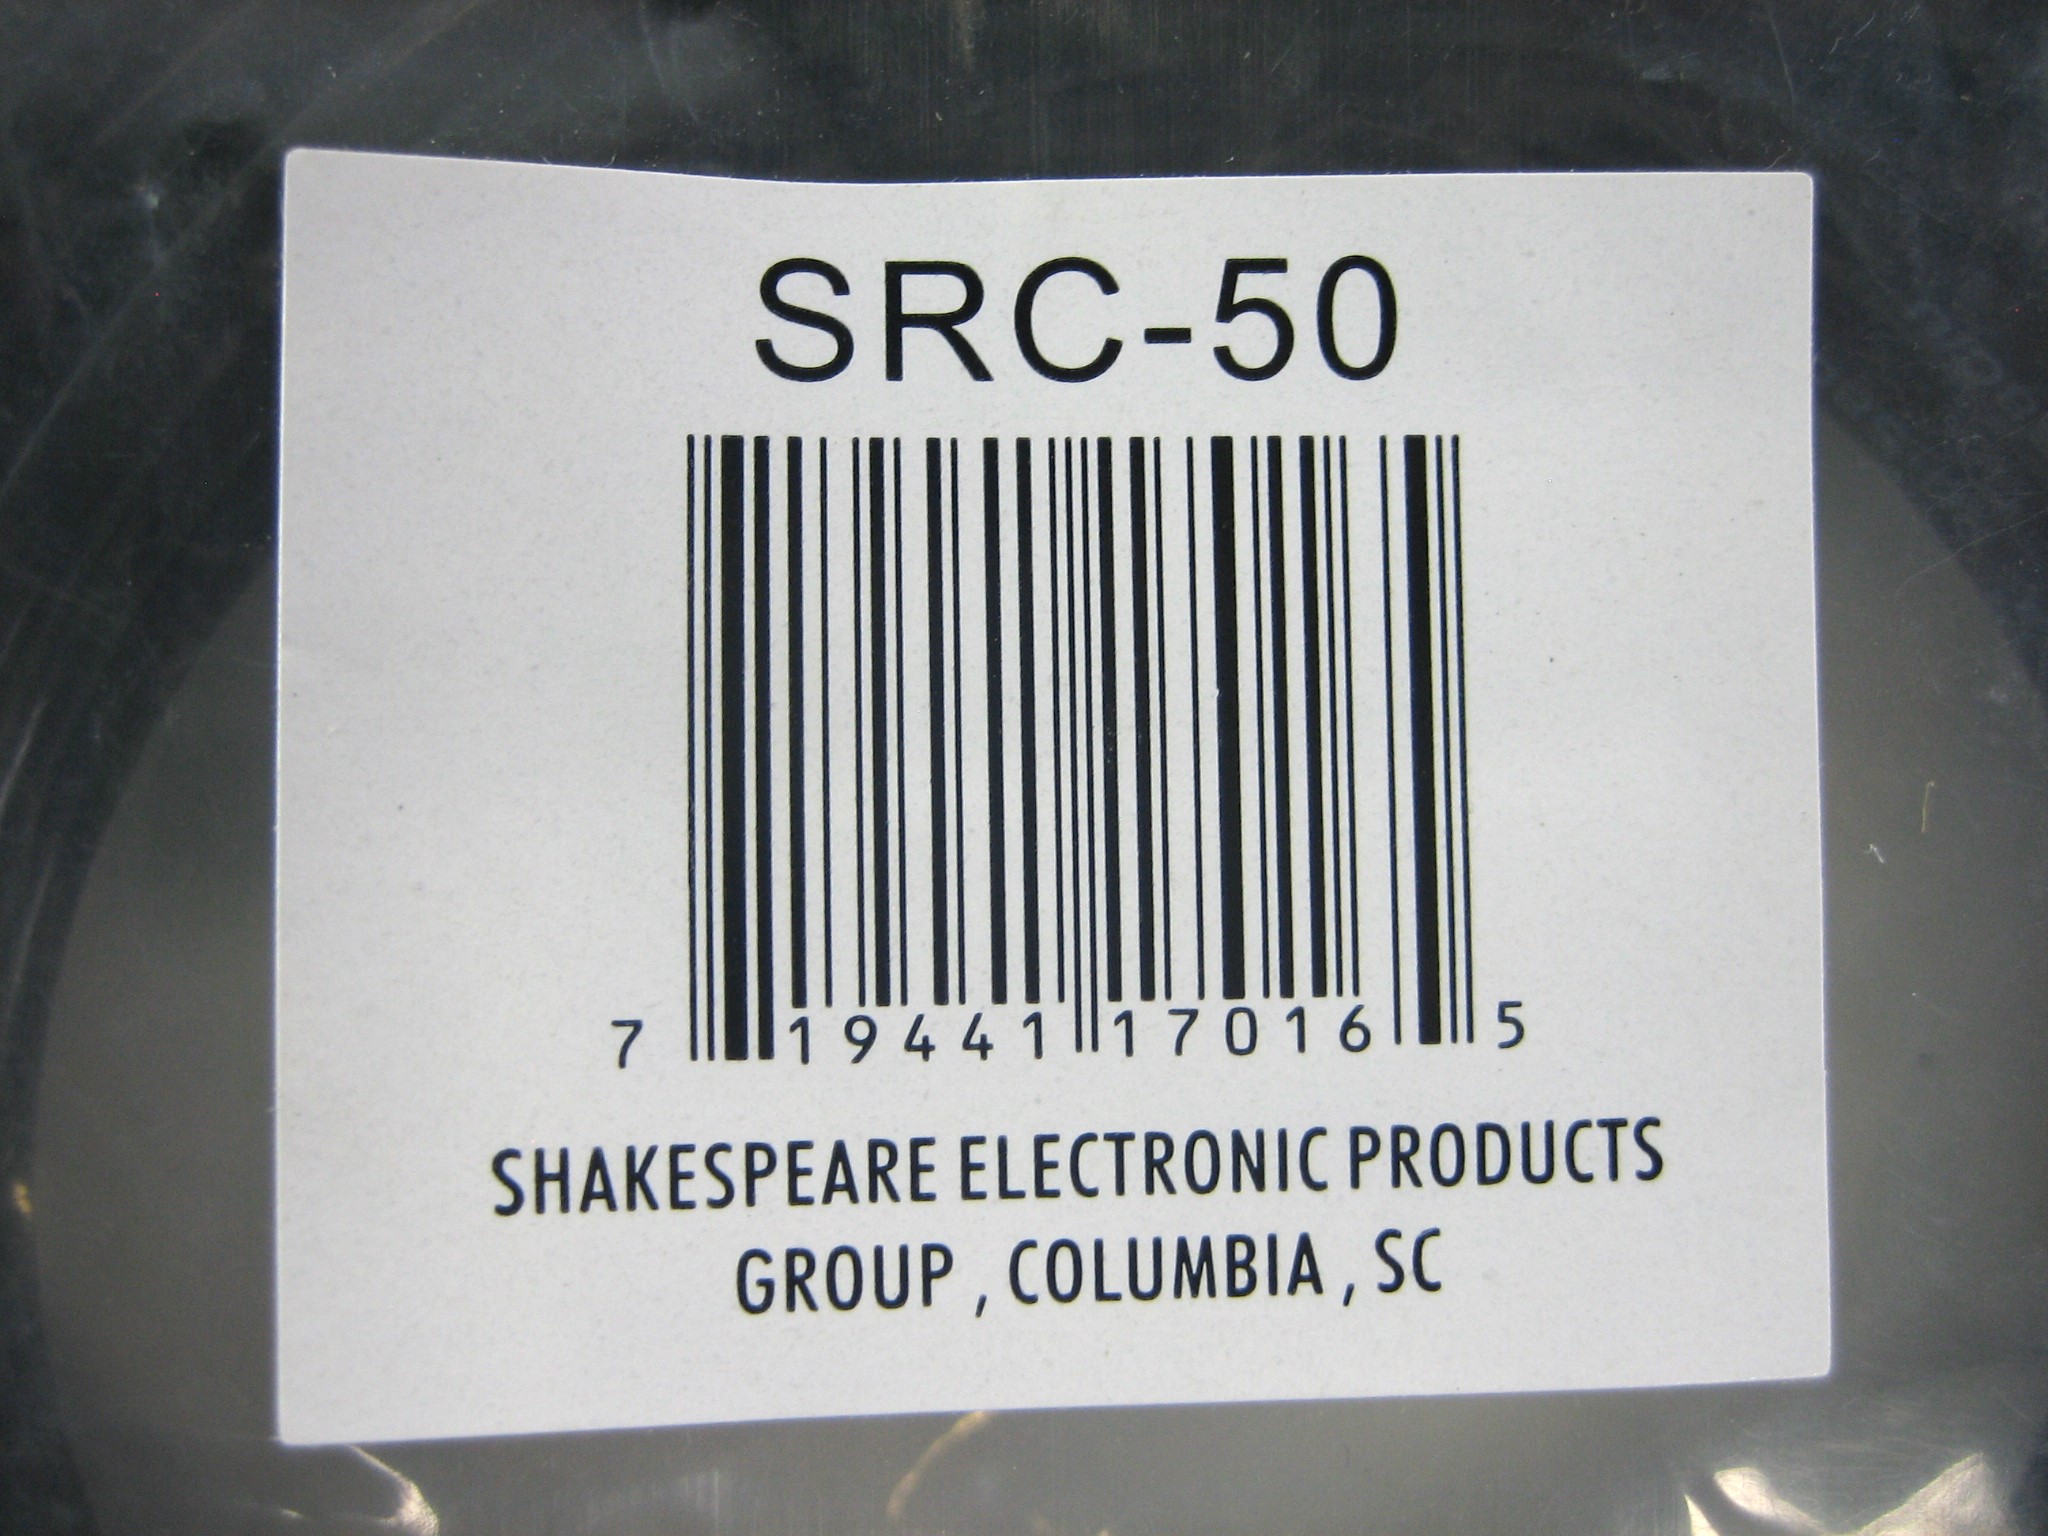 SRC-50
7 19441 17016 5
SHAKESPEARE ELECTRONIC PRODUCTS
GROUP , COLUMBIA , SC